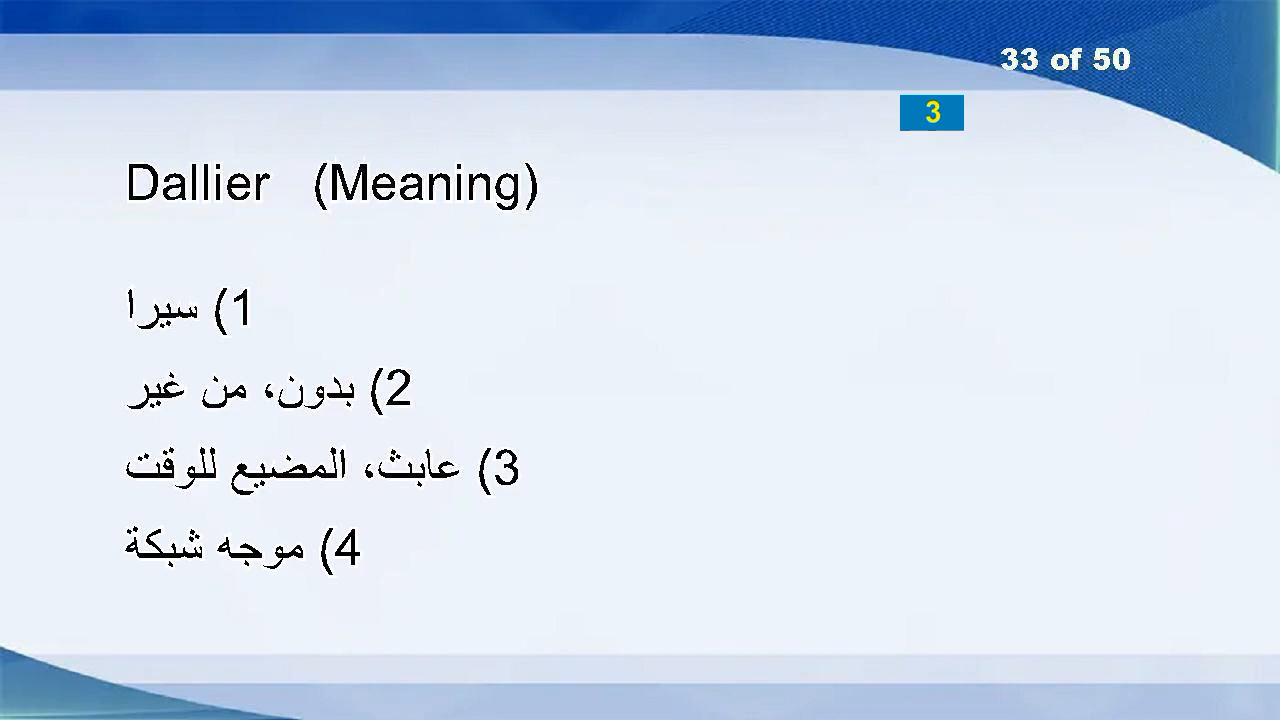 33 of 50
3
Dallier (Meaning)
1) سيرا
2) بدون، من غير
3) عابث، المضيع للوقت
4) موجه شبكة